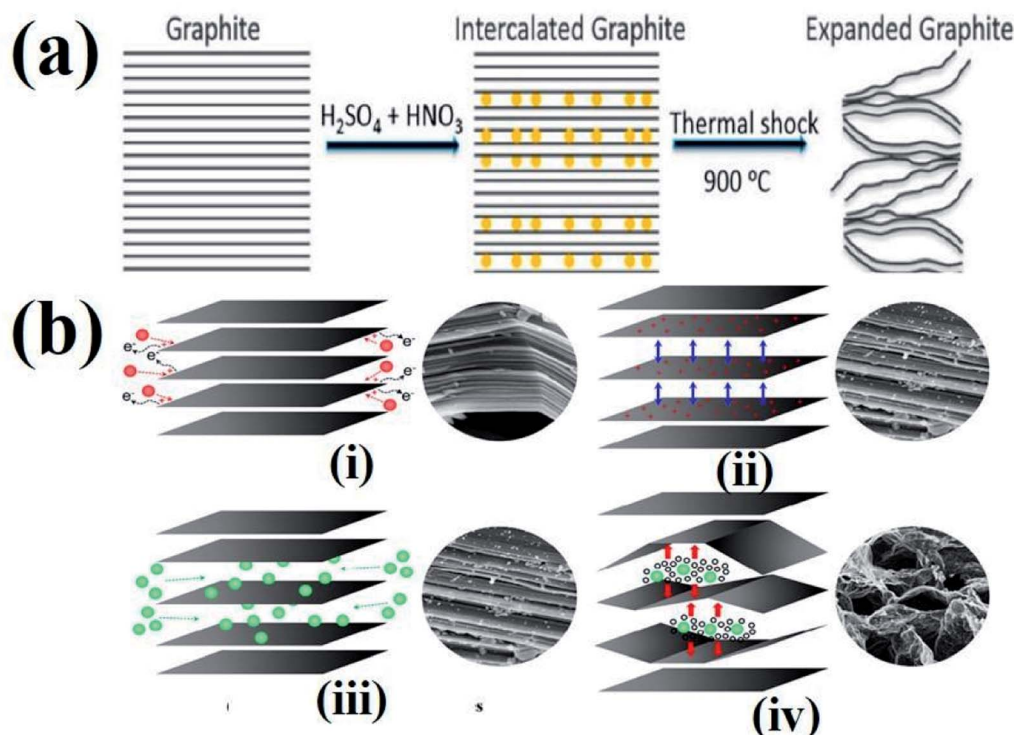 (a)
Graphite
Intercalated Graphite
Expanded Graphite
H₂SO₄ + HNO₃
Thermal shock
900 ºC
(b)
e⁻
e⁻
e⁻
e⁻
e⁻
e⁻
(i)
(ii)
(iii)
(iv)
s